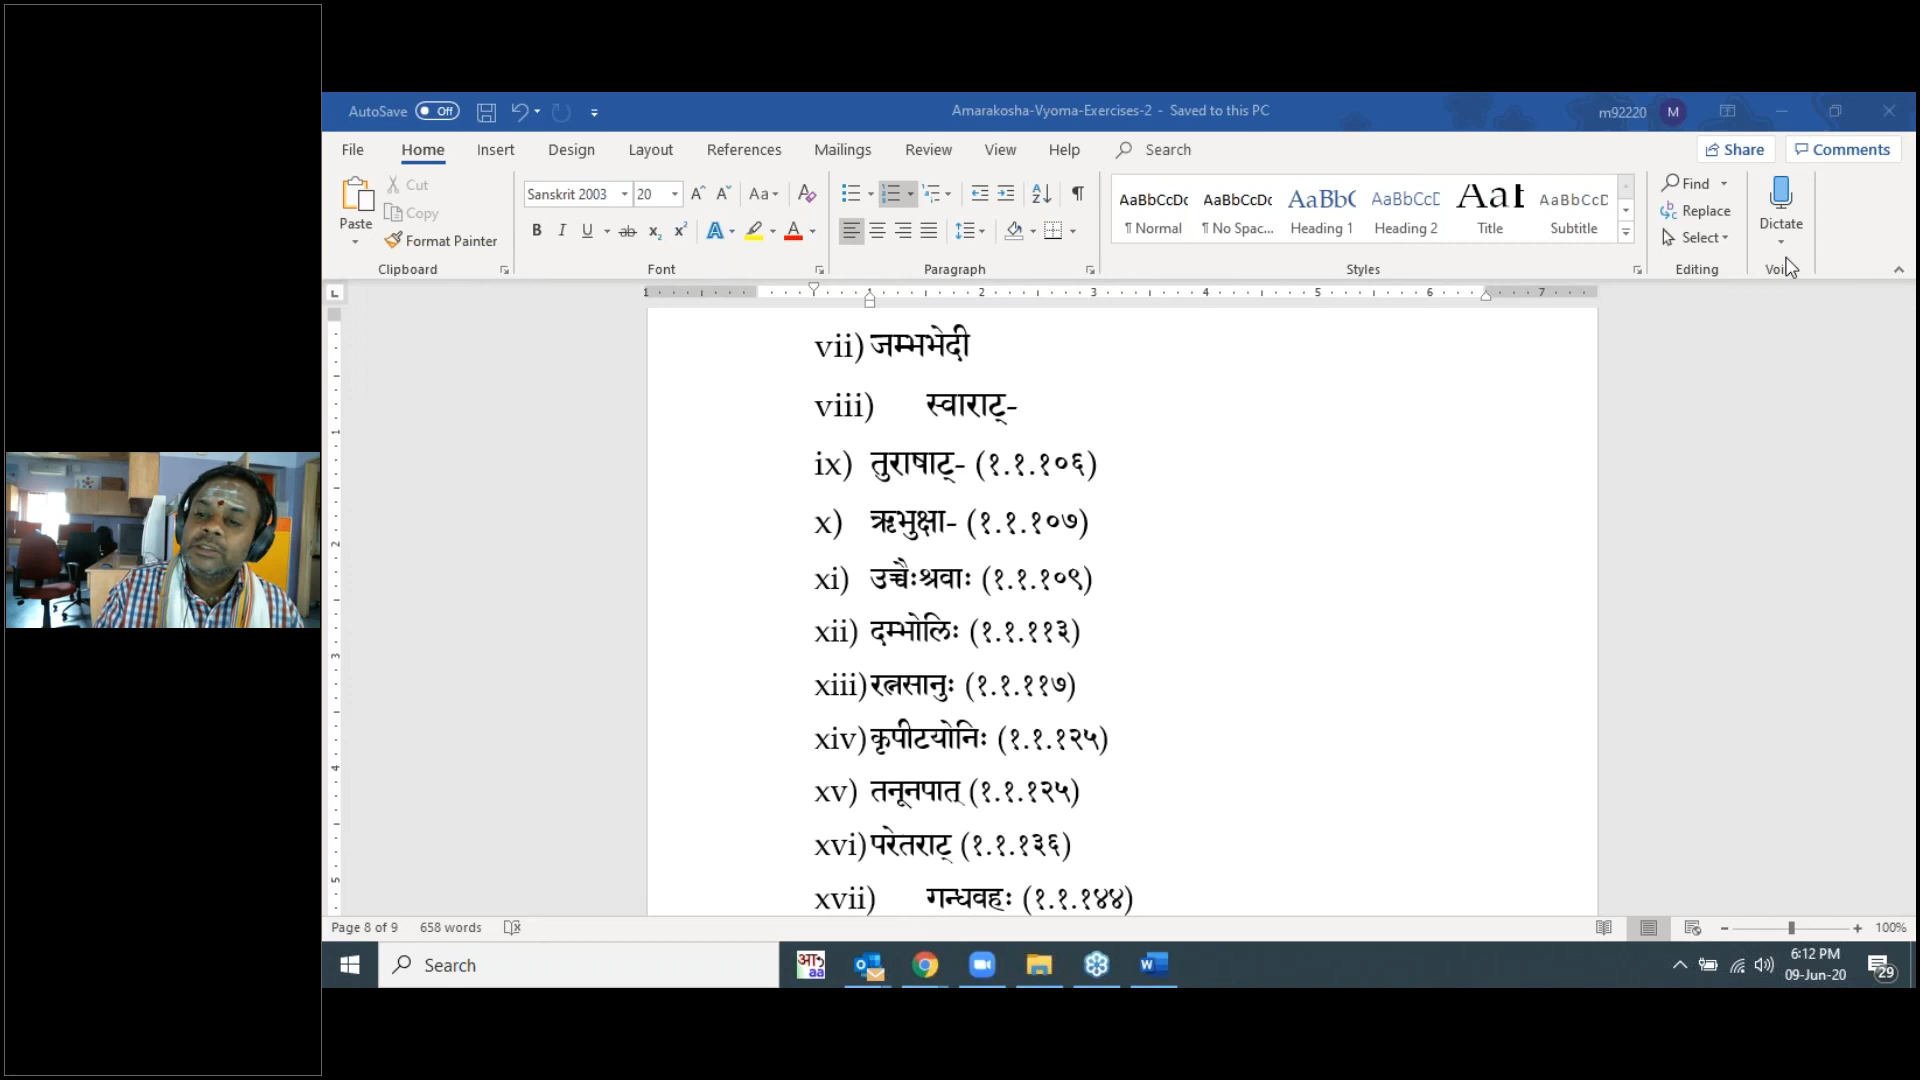 AutoSave Off Amarakosha-Vyoma-Exercises-2 - Saved to this PC m92220 M
File Home Insert Design Layout References Mailings Review View Help Search Share Comments
Paste Cut Copy Format Painter Clipboard
Sanskrit 2003 20 Font
Paragraph
AaBbCcDc ¶ Normal AaBbCcDc ¶ No Spac... AaBbC Heading 1 AaBbCcD Heading 2 AaB Title AaBbCcD Subtitle Styles
Find Replace Select Editing
Dictate
vii) जम्भभेदी
viii) स्वाराट्-
ix) तुराषाट्- (१.१.१०६)
x) ऋभुक्षा- (१.१.१०७)
xi) उच्चैःश्रवाः (१.१.१०९)
xii) दम्भोलिः (१.१.११३)
xiii) रत्नसानुः (१.१.११७)
xiv) कृपीटयोनिः (१.१.१२५)
xv) तनूनपात् (१.१.१२५)
xvi) परेतराट् (१.१.१३६)
xvii) गन्धवहः (१.१.१४४)
Page 8 of 9 658 words 100%
Search 6:12 PM
09-Jun-20 29